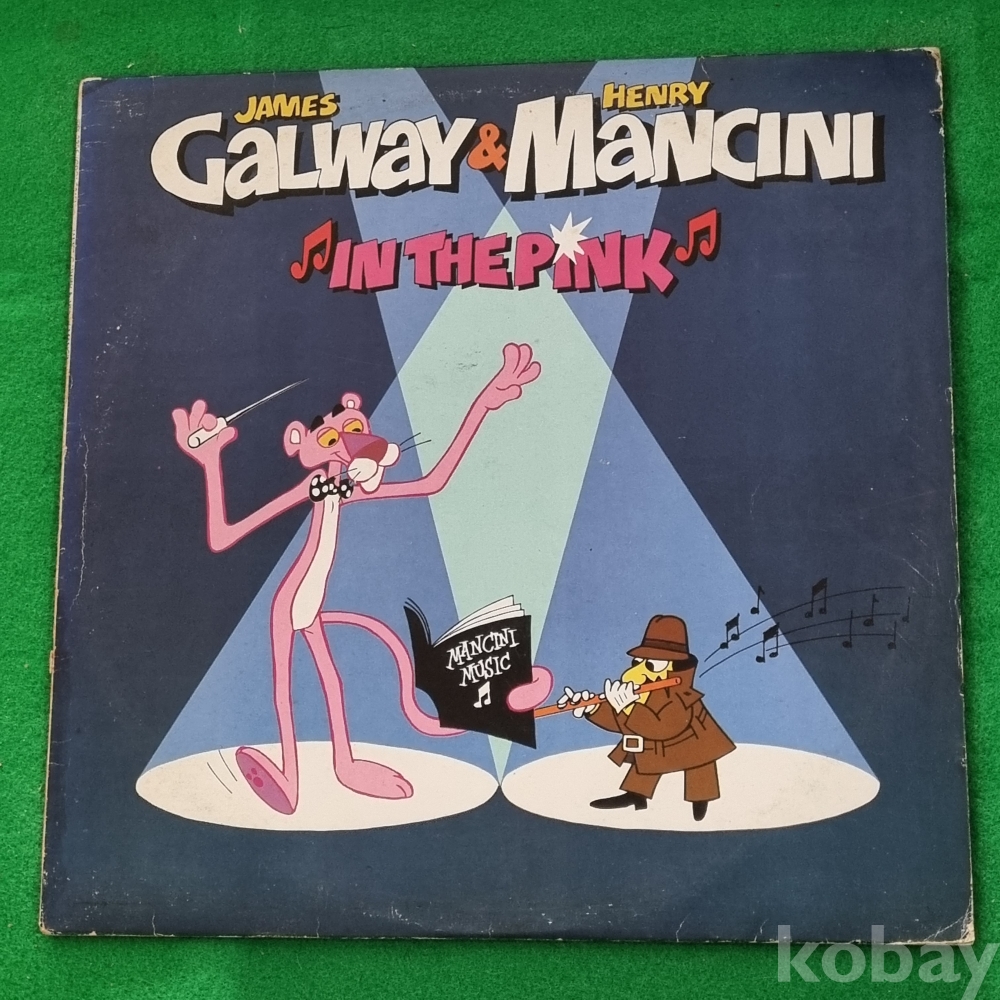 JAMES
GALWAY & HENRY
MANCINI
IN THE PINK
MANCINI
MUSIC
kobay